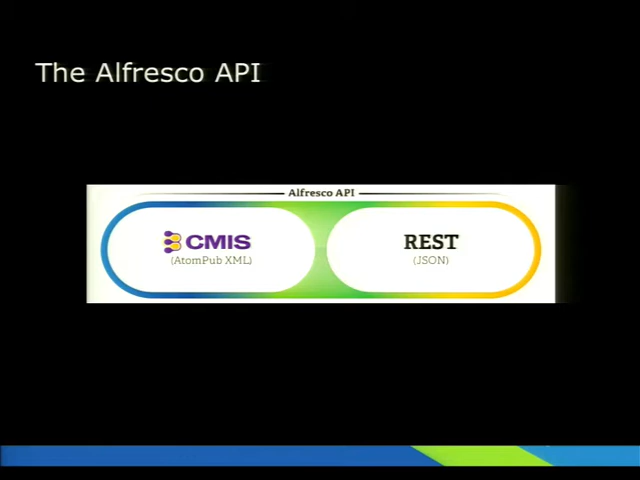 The Alfresco API
Alfresco API
CMIS
(AtomPub XML)
REST
(JSON)